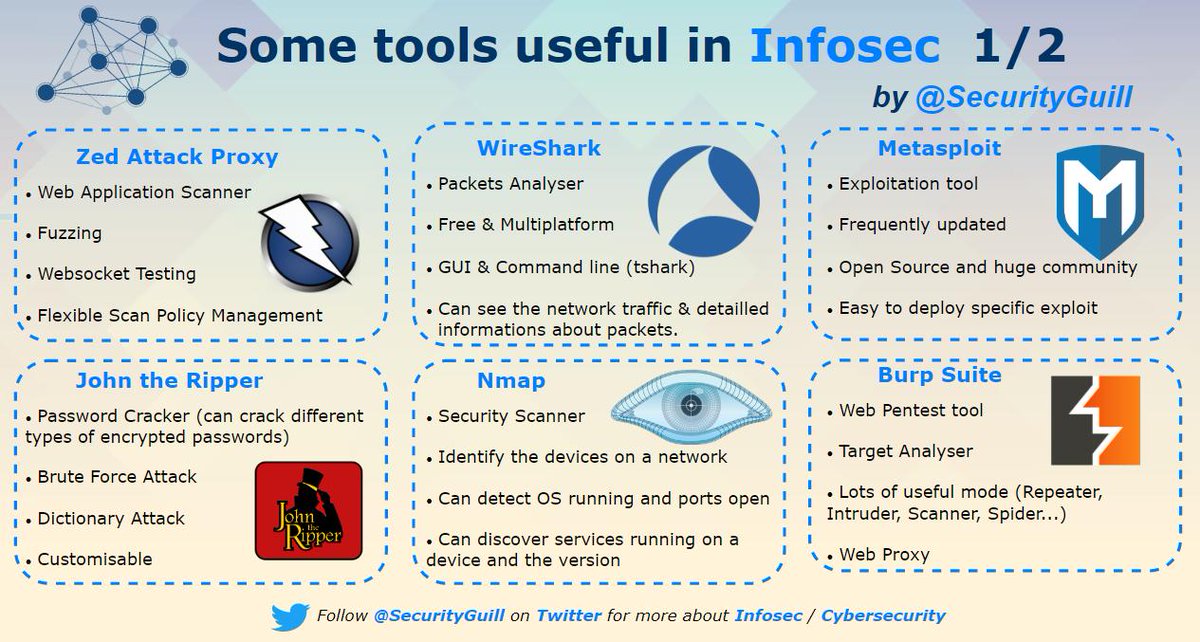 Some tools useful in Infosec 1/2
by @SecurityGuill
Zed Attack Proxy
• Web Application Scanner
• Fuzzing
• Websocket Testing
• Flexible Scan Policy Management
WireShark
• Packets Analyser
• Free & Multiplatform
• GUI & Command line (tshark)
• Can see the network traffic & detailled
informations about packets.
Metasploit
• Exploitation tool
• Frequently updated
• Open Source and huge community
• Easy to deploy specific exploit
John the Ripper
• Password Cracker (can crack different
types of encrypted passwords)
• Brute Force Attack
• Dictionary Attack
• Customisable
John
the
Ripper
Nmap
• Security Scanner
• Identify the devices on a network
• Can detect OS running and ports open
• Can discover services running on a
device and the version
Burp Suite
• Web Pentest tool
• Target Analyser
• Lots of useful mode (Repeater,
Intruder, Scanner, Spider...)
• Web Proxy
Follow @SecurityGuill on Twitter for more about Infosec / Cybersecurity